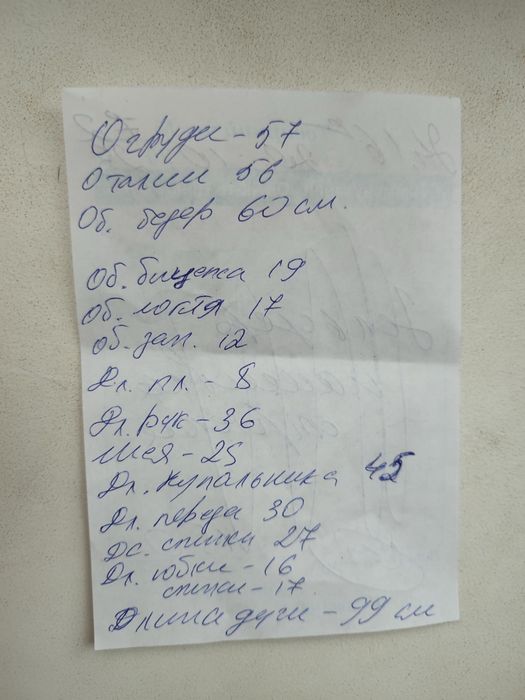 О груди - 57
О талии 56
Об. бедер 60 см.
Об. бицепса 19
Об. локтя 17
Об. зап. 12
Дл. пл. - 8
Дл. рук - 36
шея - 25
Дл. купальника 45
Дл. переда 30
Дс. спинки 27
Дл. юбки - 16
спинки - 17
Длина дуги - 99 см